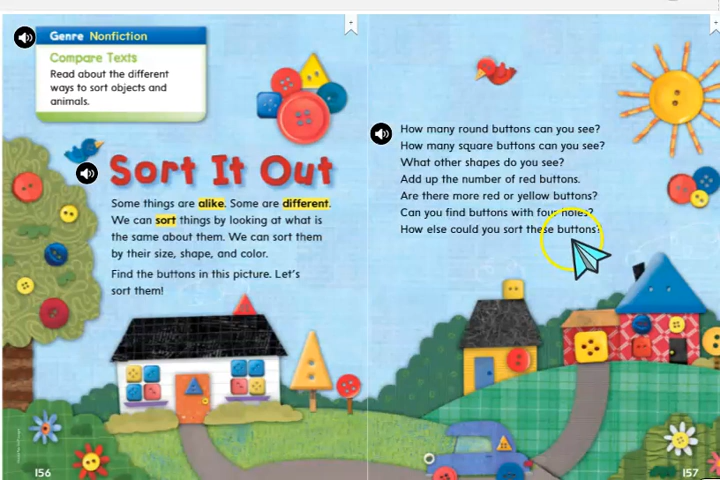 Genre Nonfiction
Compare Texts
Read about the different
ways to sort objects and
animals.
Sort It Out
Some things are alike. Some are different.
We can sort things by looking at what is
the same about them. We can sort them
by their size, shape, and color.
Find the buttons in this picture. Let's
sort them!
156
How many round buttons can you see?
How many square buttons can you see?
What other shapes do you see?
Add up the number of red buttons.
Are there more red or yellow buttons?
Can you find buttons with four holes?
How else could you sort these buttons?
157